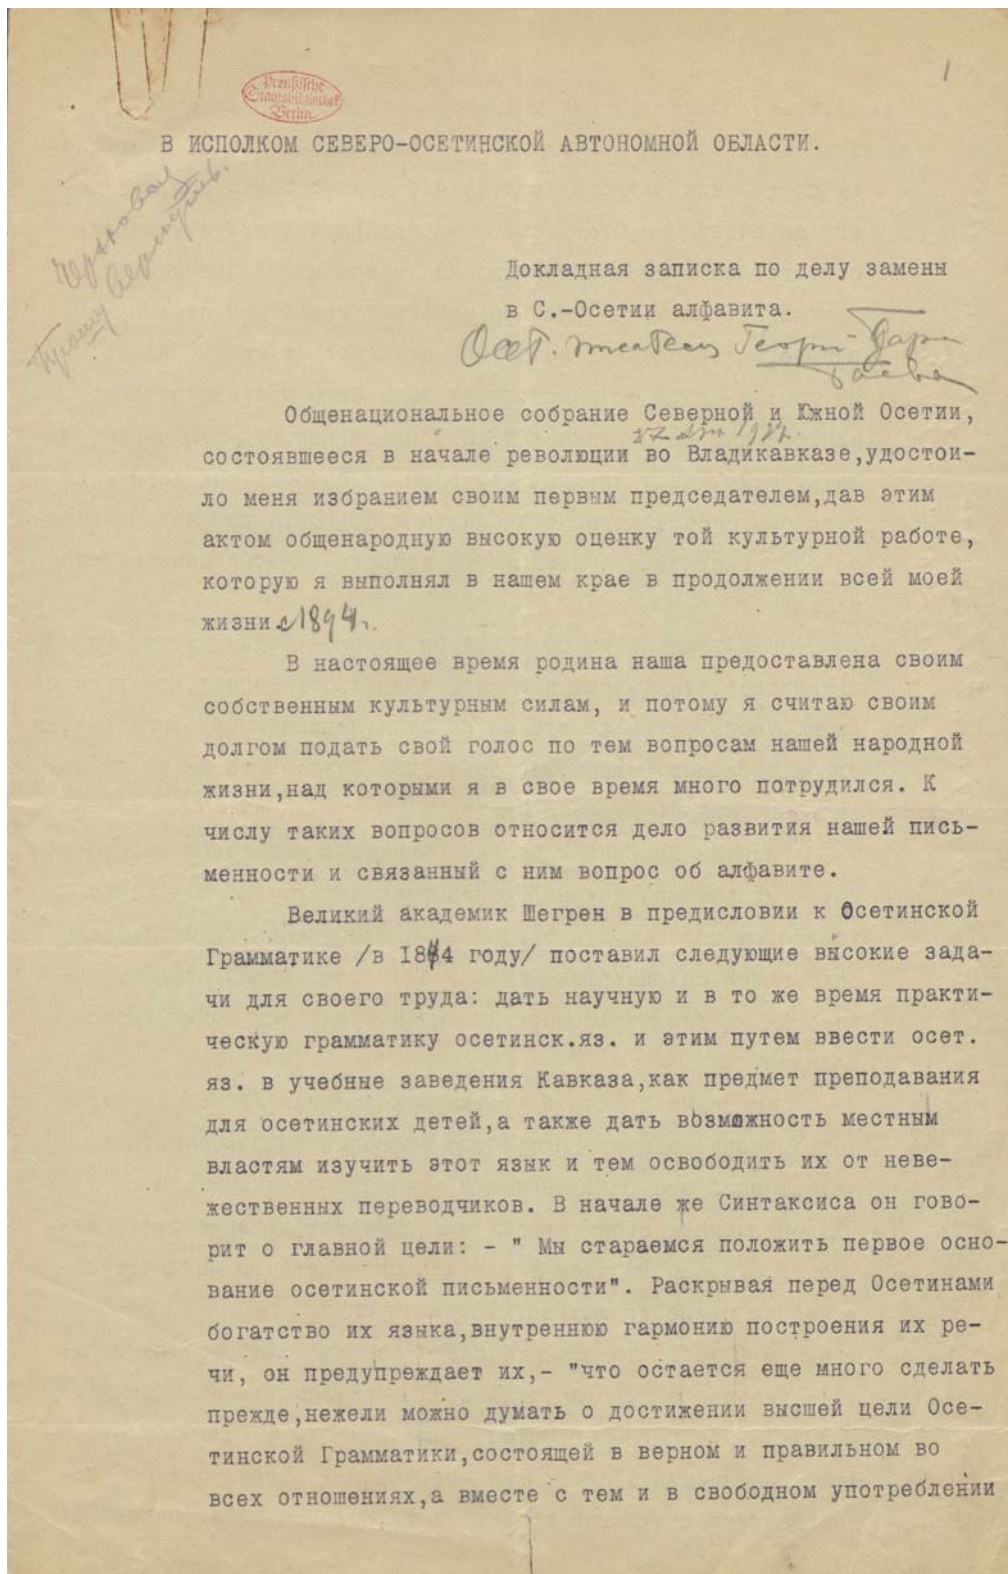 1
Preußische
Staatsbibliothek
Berlin
В ИСПОЛКОМ СЕВЕРО-ОСЕТИНСКОЙ АВТОНОМНОЙ ОБЛАСТИ.
Докладная записка по делу замены
в С.-Осетии алфавита.
Осет. Георг.
Общенациональное собрание Северной и Южной Осетии,
состоявшееся в начале революции во Владикавказе,удостои-
ло меня избранием своим первым председателем,дав этим
актом общенародную высокую оценку той культурной работе,
которую я выполнял в нашем крае в продолжении всей моей
жизни с 1894 г.
В настоящее время родина наша предоставлена своим
собственным культурным силам, и потому я считаю своим
долгом подать свой голос по тем вопросам нашей народной
жизни,над которыми я в свое время много потрудился. К
числу таких вопросов относится дело развития нашей пись-
менности и связанный с ним вопрос об алфавите.
Великий академик Шегрен в предисловии к Осетинской
Грамматике /в 1844 году/ поставил следующие высокие зада-
чи для своего труда: дать научную и в то же время практи-
ческую грамматику осетинск.яз. и этим путем ввести осет.
яз. в учебные заведения Кавказа,как предмет преподавания
для осетинских детей,а также дать возможность местным
властям изучить этот язык и тем освободить их от неве-
жественных переводчиков. В начале же Синтаксиса он гово-
рит о главной цели: - " Мы стараемся положить первое осно-
вание осетинской письменности". Раскрывая перед Осетинами
богатство их языка,внутреннюю гармонию построения их ре-
чи, он предупреждает их,- "что остается еще много сделать
прежде,нежели можно думать о достижении высшей цели Осе-
тинской Грамматики,состоящей в верном и правильном во
всех отношениях,а вместе с тем и в свободном употреблении